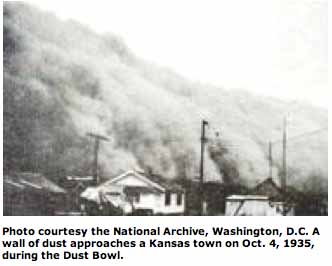 Photo courtesy the National Archive, Washington, D.C. A
wall of dust approaches a Kansas town on Oct. 4, 1935,
during the Dust Bowl.